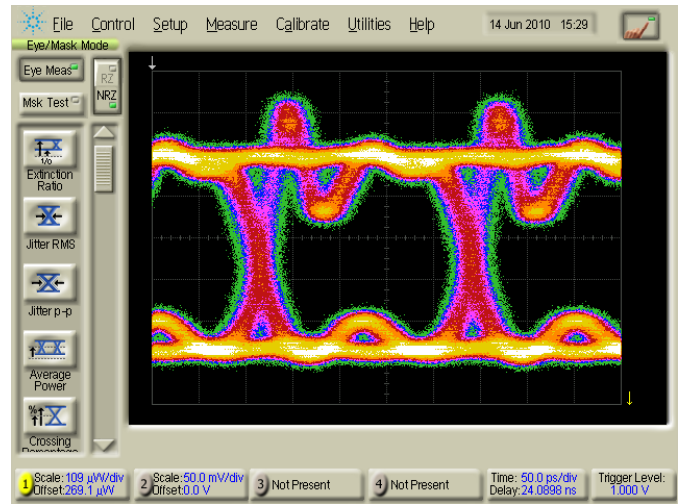 File Control Setup Measure Calibrate Utilities Help 14 Jun 2010 15:29
Eye/Mask Mode
Eye Meas
RZ
Msk Test
NRZ
1/0
Extinction
Ratio
Jitter RMS
Jitter p-p
Average
Power
%
Crossing
Percentage
1 Scale: 109 µW/div
Offset:269.1 µW
2 Scale:50.0 mV/div
Offset:0.0 V
3 Not Present
4 Not Present
Time: 50.0 ps/div
Delay:24.0898 ns
Trigger Level:
1.000 V